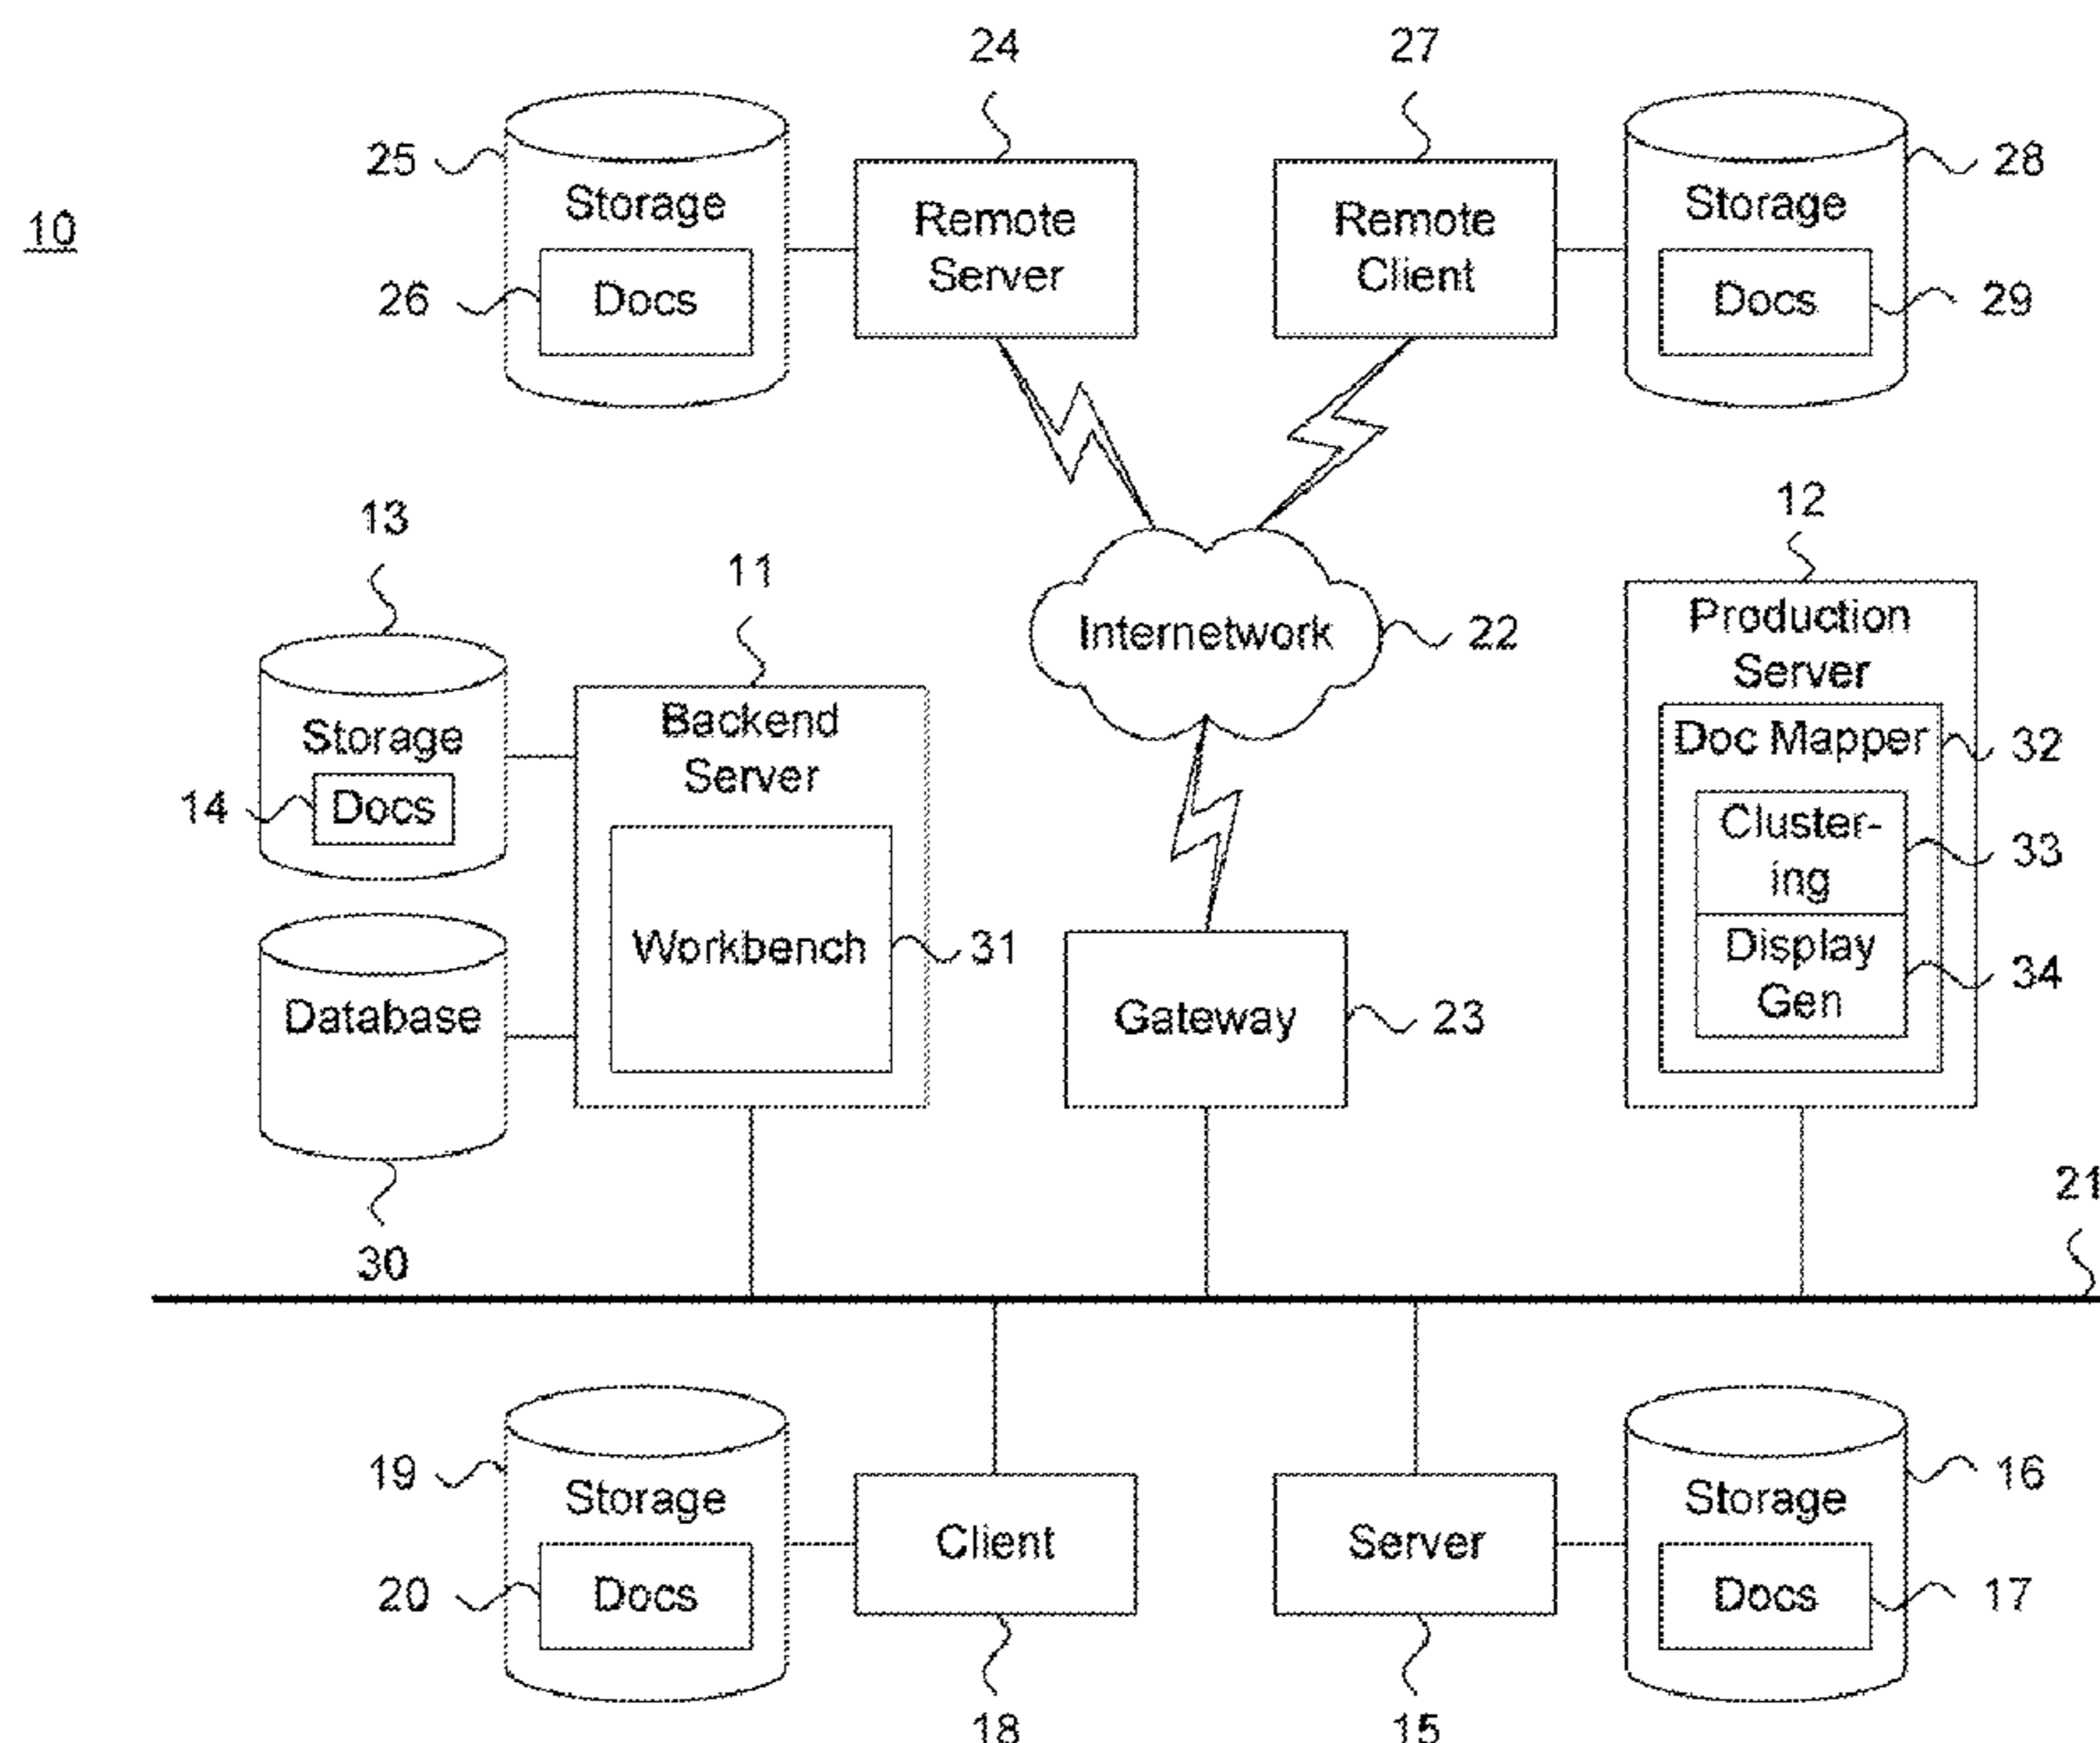 24
27
25
28
Storage
Remote
Server
Remote
Client
Storage
10
26
Docs
Docs
29
13
12
11
Internetwork
22
Production
Server
Storage
Backend
Server
Doc Mapper
32
14
Docs
Cluster-
ing
33
Workbench
31
Display
Gen
34
Database
Gateway
23
21
30
19
Storage
Client
Server
Storage
16
20
Docs
Docs
17
18
15